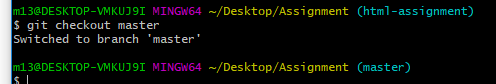 m13@DESKTOP-VMKUJ9I MINGW64 ~/Desktop/Assignment (html-assignment)
$ git checkout master
Switched to branch 'master'
m13@DESKTOP-VMKUJ9I MINGW64 ~/Desktop/Assignment (master)
$